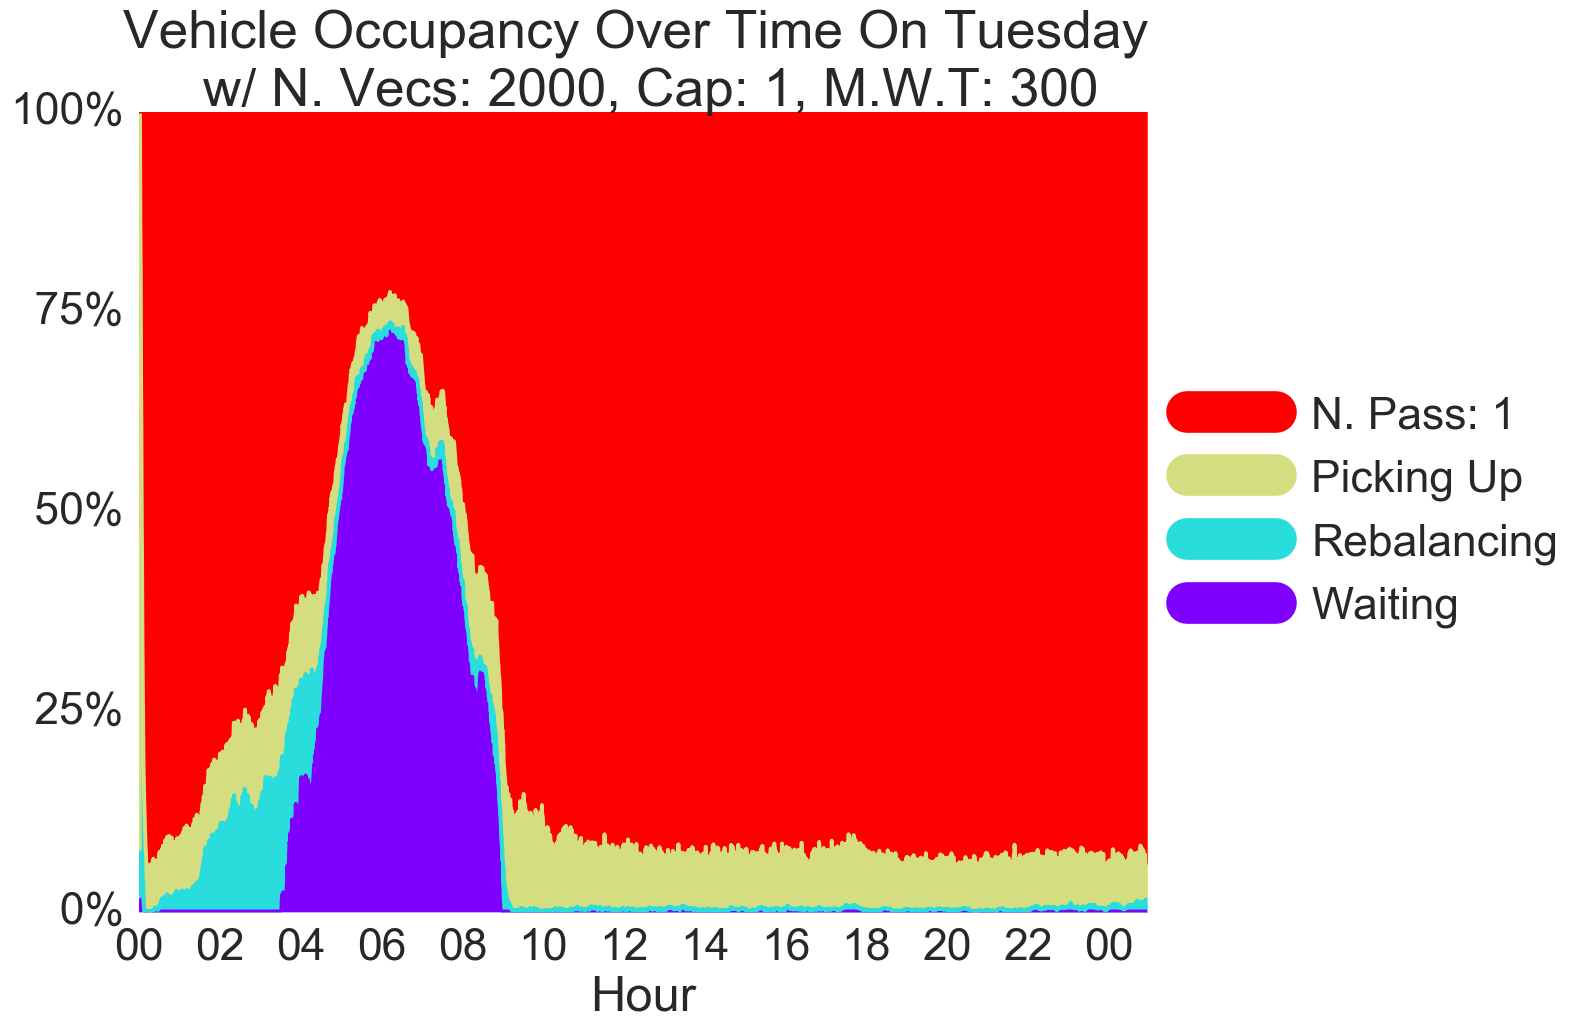 Vehicle Occupancy Over Time On Tuesday
w/ N. Vecs: 2000, Cap: 1, M.W.T: 300
100%
75%
50%
25%
0%
00 02 04 06 08 10 12 14 16 18 20 22 00
Hour
N. Pass: 1
Picking Up
Rebalancing
Waiting